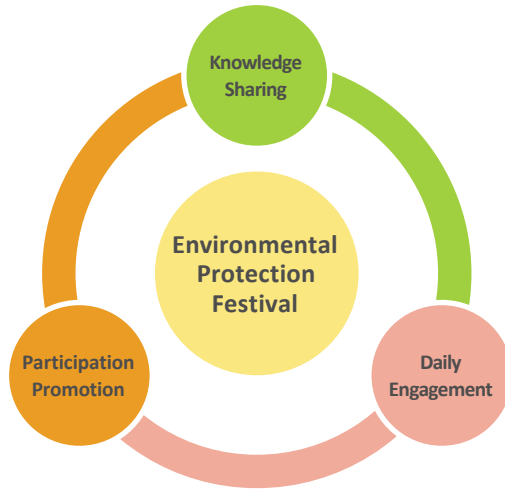 Knowledge
Sharing
Environmental
Protection
Festival
Participation
Promotion
Daily
Engagement